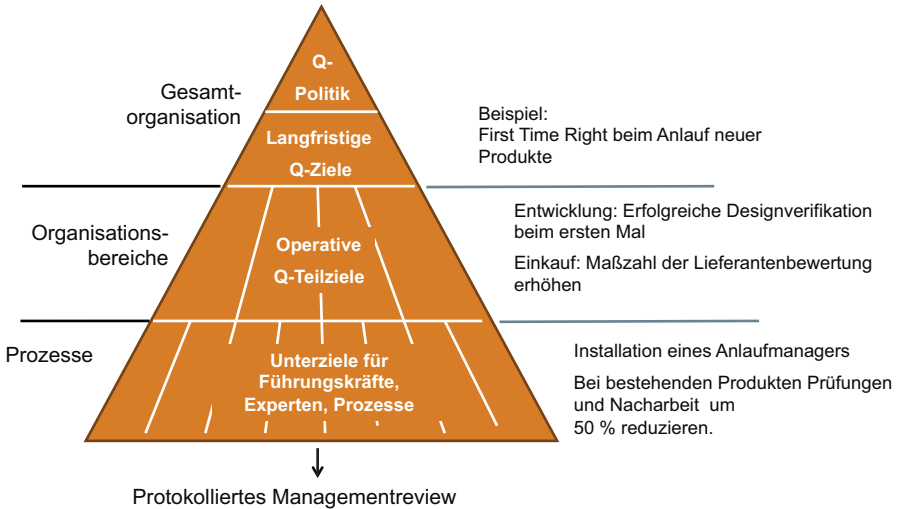 Q-
Politik
Gesamt-
organisation
Langfristige
Q-Ziele
Beispiel:
First Time Right beim Anlauf neuer
Produkte
Organisations-
bereiche
Operative
Q-Teilziele
Entwicklung: Erfolgreiche Designverifikation
beim ersten Mal
Einkauf: Maßzahl der Lieferantenbewertung
erhöhen
Prozesse
Unterziele für
Führungskräfte,
Experten, Prozesse
Installation eines Anlaufmanagers
Bei bestehenden Produkten Prüfungen
und Nacharbeit um
50 % reduzieren.
Protokolliertes Managementreview